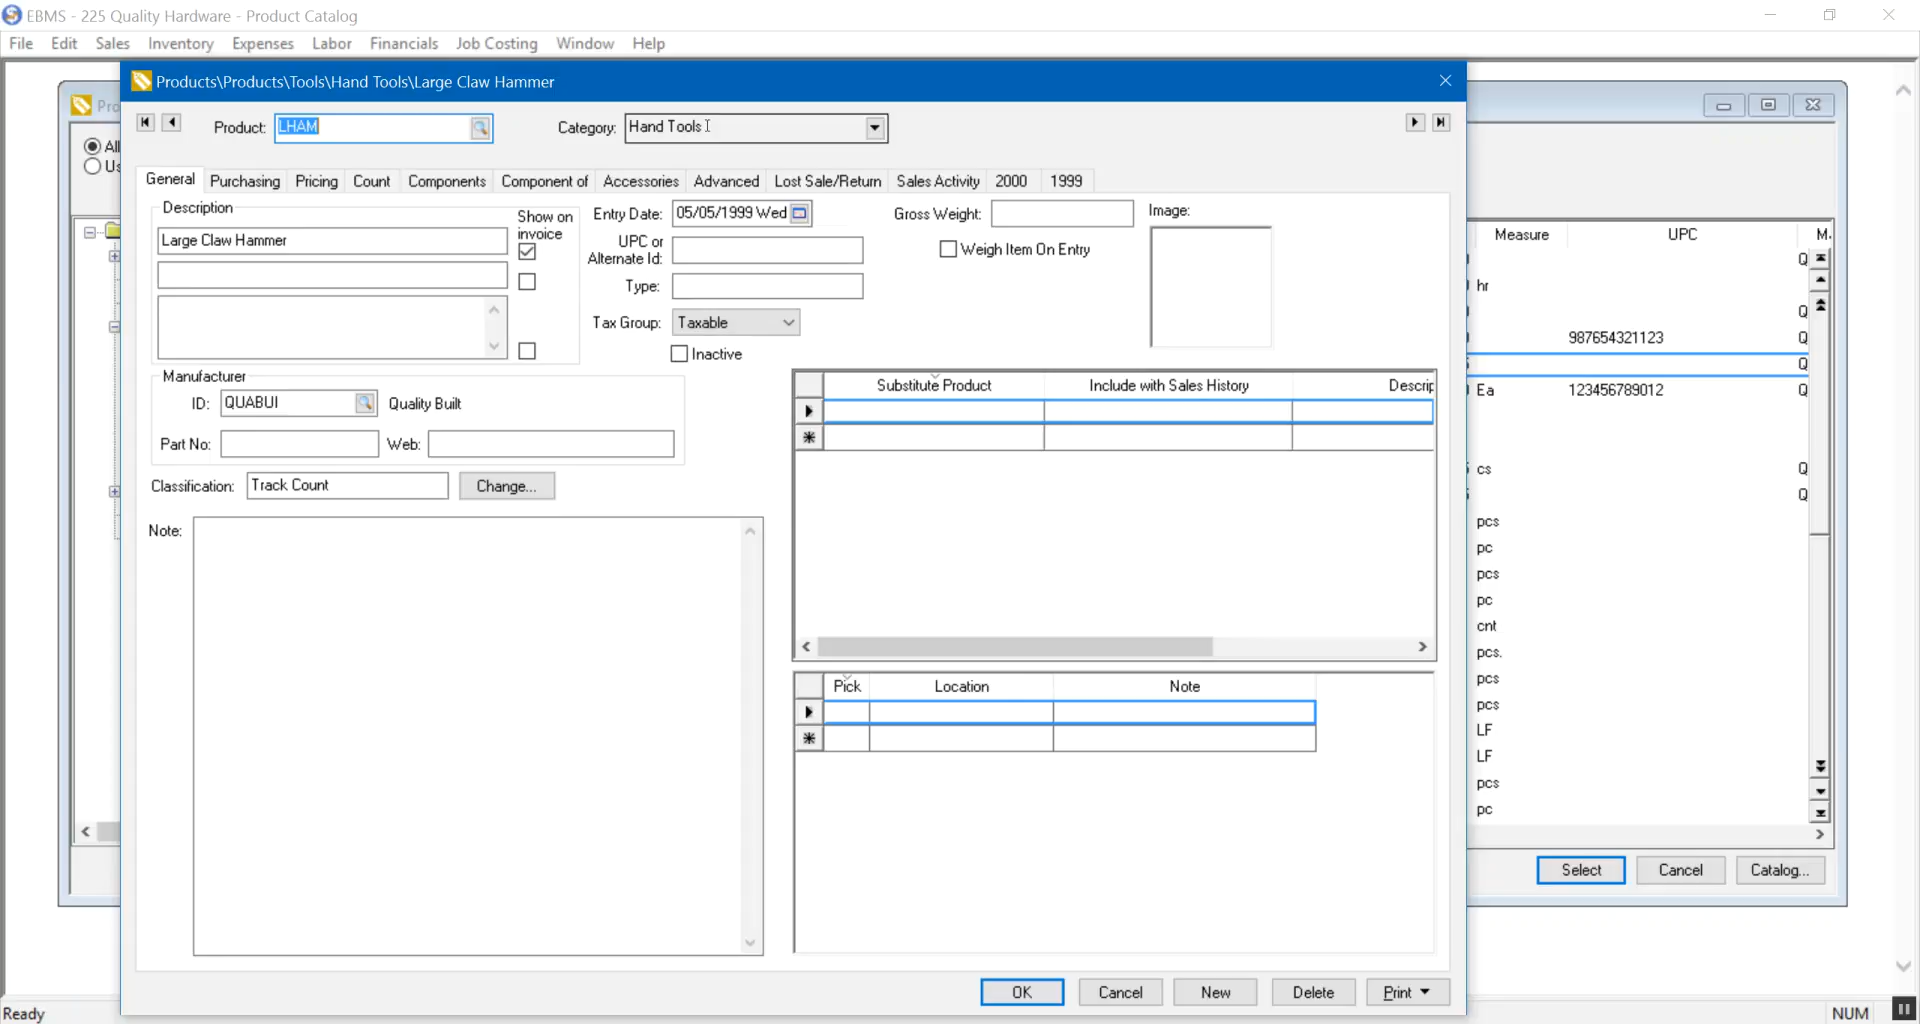 EBMS - 225 Quality Hardware - Product Catalog
File Edit Sales Inventory Expenses Labor Financials Job Costing Window Help
Products\Products\Tools\Hand Tools\Large Claw Hammer
Pro
Product: LHAM Category: Hand Tools
All
Us
General Purchasing Pricing Count Components Component of Accessories Advanced Lost Sale/Return Sales Activity 2000 1999
Description
Show on invoice
Large Claw Hammer
Entry Date: 05/05/1999 Wed
UPC or Alternate Id:
Type:
Tax Group: Taxable
Inactive
Gross Weight:
Weigh Item On Entry
Image:
Manufacturer
ID: QUABUI Quality Built
Part No: Web:
Classification: Track Count Change...
Note:
Substitute Product Include with Sales History Descrip
Pick Location Note
OK Cancel New Delete Print
Measure UPC M
Q
hr
Q
987654321123 Q
Q
Ea 123456789012 Q
cs Q
Q
pcs
pc
pcs
pc
cnt
pcs.
pcs
pcs
LF
LF
pcs
pc
Select Cancel Catalog...
Ready NUM